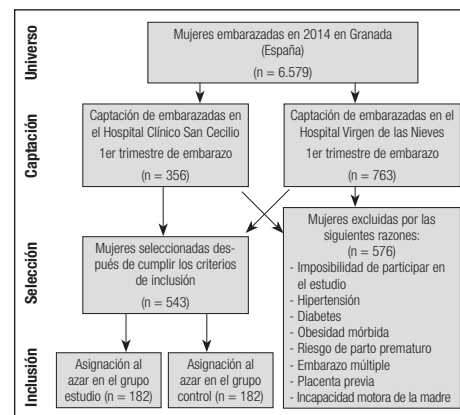 Universo
Mujeres embarazadas en 2014 en Granada
(España)
(n = 6.579)
Captación
Captación de embarazadas en
el Hospital Clínico San Cecilio
1er trimestre de embarazo
(n = 356)
Captación de embarazadas en el
Hospital Virgen de las Nieves
1er trimestre de embarazo
(n = 763)
Selección
Mujeres seleccionadas des-
pués de cumplir los criterios
de inclusión
(n = 543)
Mujeres excluidas por las
siguientes razones:
(n = 576)
- Imposibilidad de participar en
el estudio
- Hipertensión
- Diabetes
- Obesidad mórbida
- Riesgo de parto prematuro
- Embarazo múltiple
- Placenta previa
- Incapacidad motora de la madre
Inclusión
Asignación al
azar en el grupo
estudio (n = 182)
Asignación al
azar en el grupo
control (n = 182)